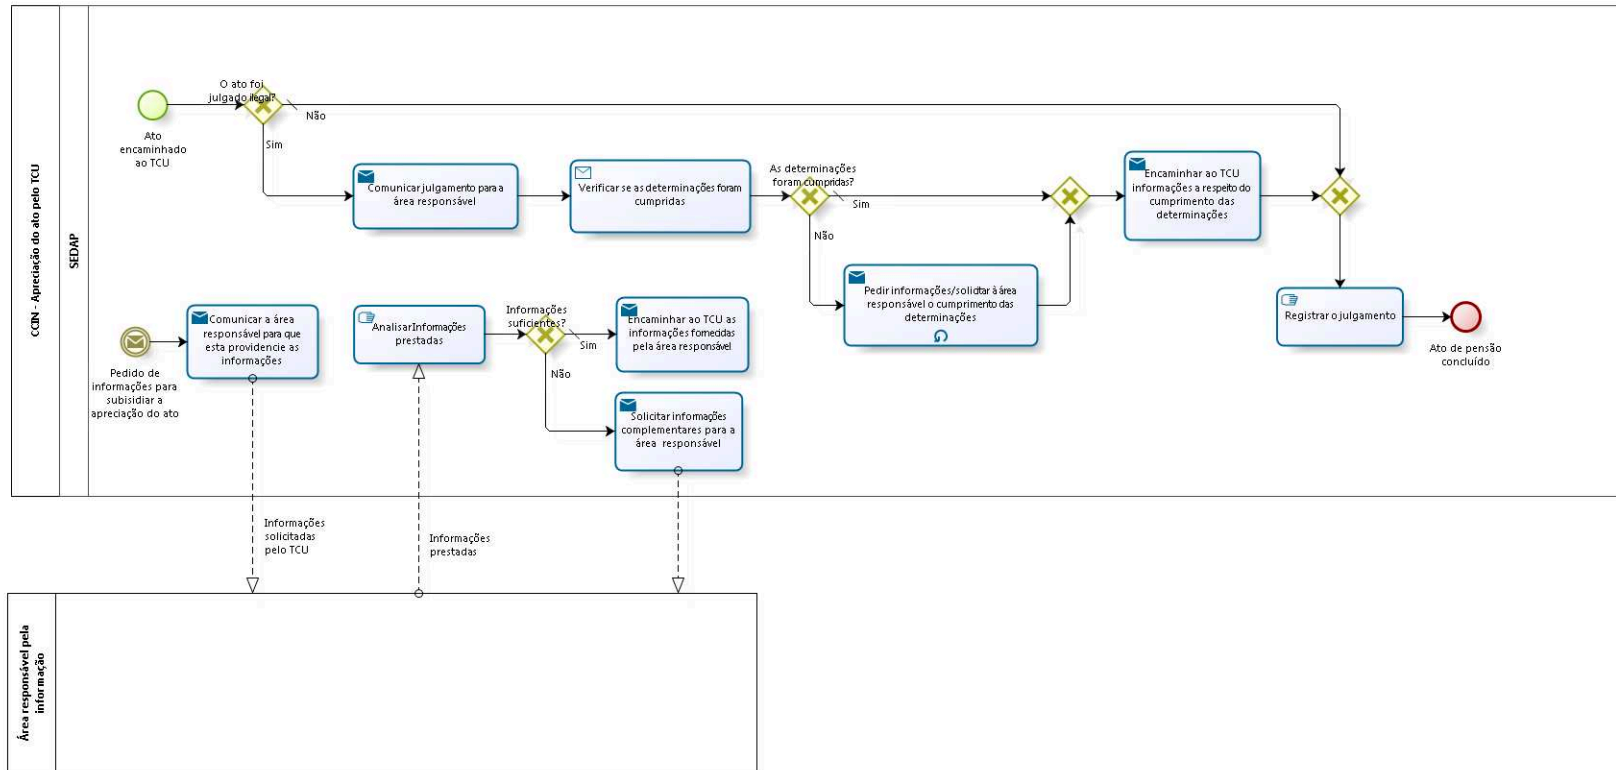 CCIN - Apreciação do ato pelo TCU
SEDAP
O ato foi
julgado ilegal?
Não
Sim
Ato
encaminhado
ao TCU
Comunicar julgamento para a
área responsável
Verificar se as determinações foram
cumpridas
As determinações
foram cumpridas?
Sim
Não
Encaminhar ao TCU
informações a respeito do
cumprimento das
determinações
Pedir informações/solicitar à área
responsável o cumprimento das
determinações
Registrar o julgamento
Ato de pensão
concluído
Pedido de
informações para
subisidiar a
apreciação do ato
Comunicar a área
responsável para que
esta providencie as
informações
Analisar Informações
prestadas
Informações
suficientes?
Sim
Não
Encaminhar ao TCU as
informações fornecidas
pela área responsável
Solicitar informações
complementares para a
área responsável
Informações
solicitadas
pelo TCU
Informações
prestadas
Área responsável pela
informação